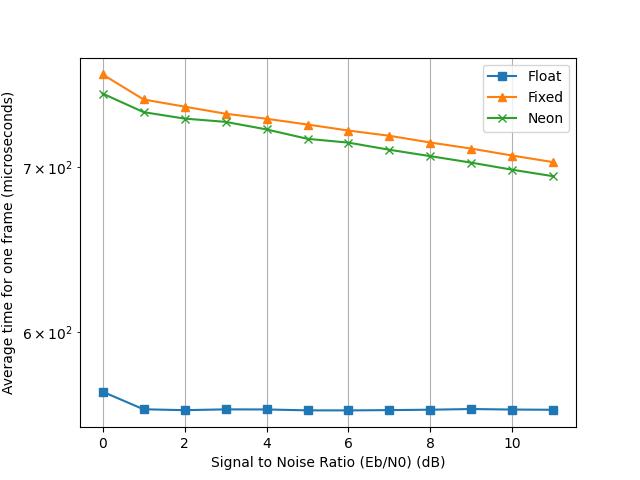 Float
Fixed
Neon
Average time for one frame (microseconds)
7 × 10²
6 × 10²
0 2 4 6 8 10
Signal to Noise Ratio (Eb/N0) (dB)